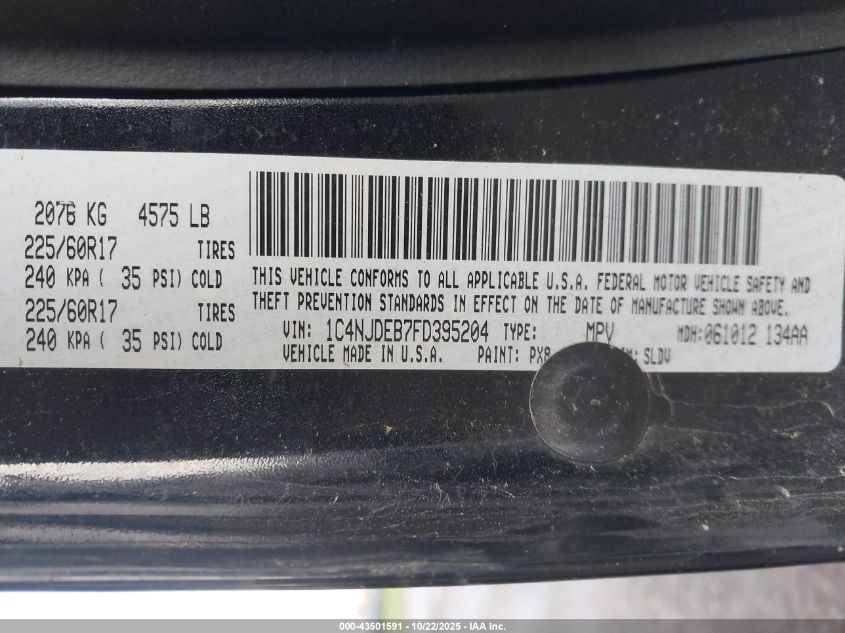 2076 KG 4575 LB
225/60R17 TIRES
240 KPA ( 35 PSI) COLD
225/60R17 TIRES
240 KPA ( 35 PSI) COLD
THIS VEHICLE CONFORMS TO ALL APPLICABLE U.S.A. FEDERAL MOTOR VEHICLE SAFETY AND
THEFT PREVENTION STANDARDS IN EFFECT ON THE DATE OF MANUFACTURE SHOWN ABOVE.
VIN: 1C4NJDEB7FD395204 TYPE: MPV MDH:061012 134AA
VEHICLE MADE IN U.S.A. PAINT: PX8 : SLDV
000-43501591 - 10/22/2025 - IAA Inc.